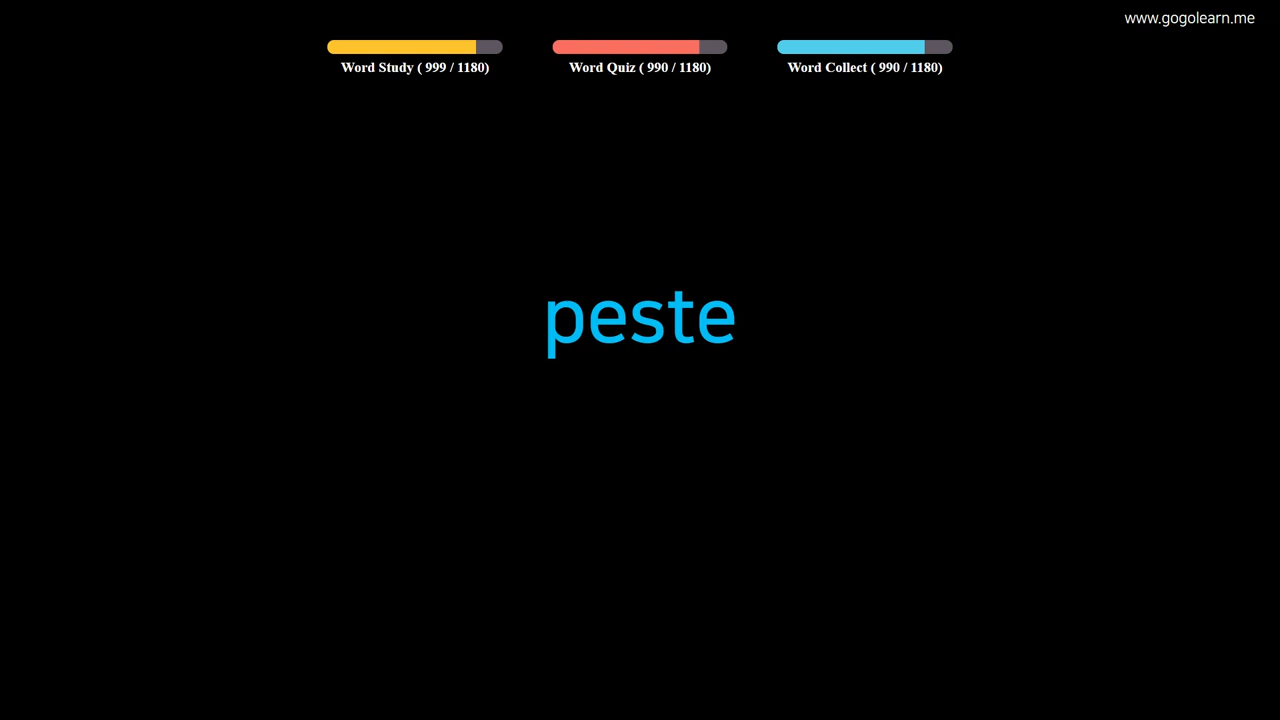 www.gogolearn.me
Word Study ( 999 / 1180)
Word Quiz ( 990 / 1180)
Word Collect ( 990 / 1180)
peste